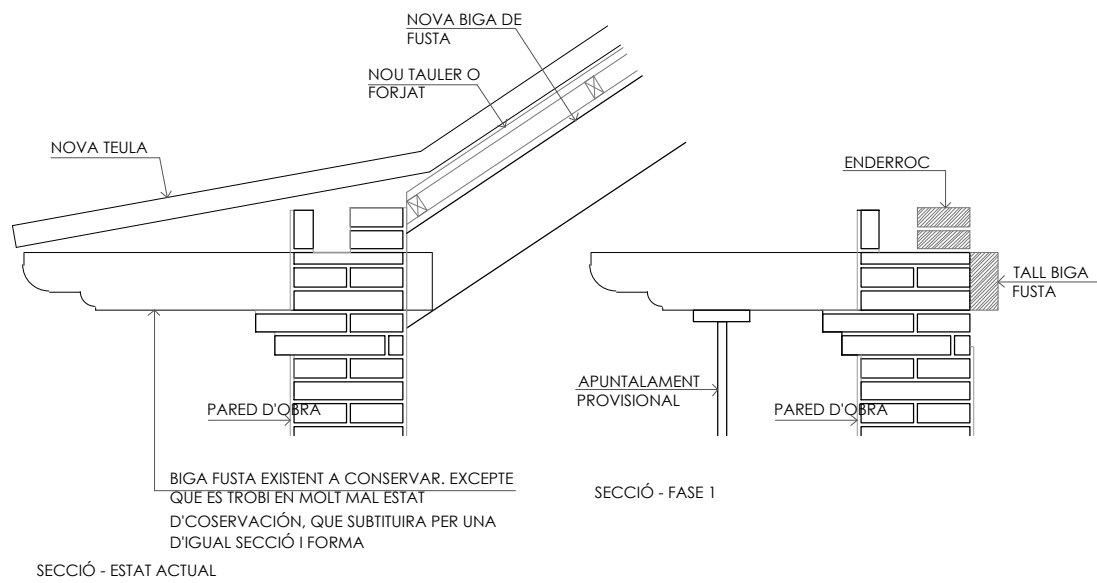 NOVA BIGA DE
FUSTA
NOU TAULER O
FORJAT
NOVA TEULA
PARED D'OBRA
BIGA FUSTA EXISTENT A CONSERVAR. EXCEPTE
QUE ES TROBI EN MOLT MAL ESTAT
D'COSERVACIÓN, QUE SUBTITUIRA PER UNA
D'IGUAL SECCIÓ I FORMA
SECCIÓ - ESTAT ACTUAL
ENDERROC
TALL BIGA
FUSTA
APUNTALAMENT
PROVISIONAL
PARED D'OBRA
SECCIÓ - FASE 1